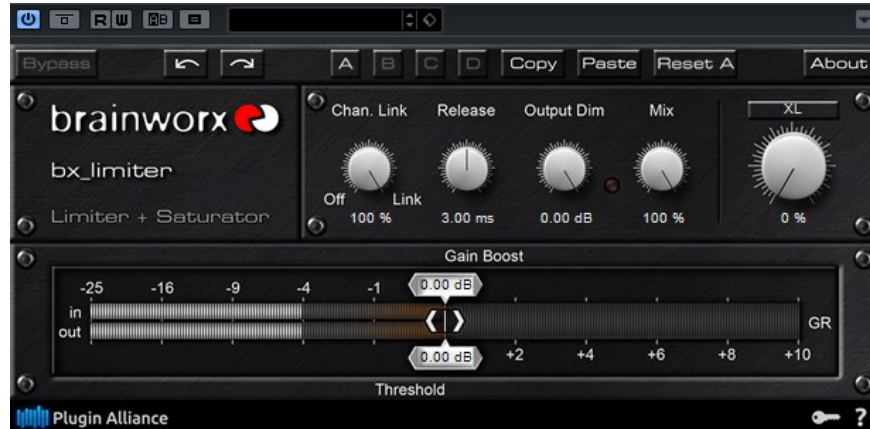 R W AB
Bypass A B C D Copy Paste Reset A About
brainworx
bx_limiter
Limiter + Saturator
Chan. Link Release Output Dim Mix XL
Off Link
100 % 3.00 ms 0.00 dB 100 % 0 %
Gain Boost
-25 -16 -9 -4 -1 0.00 dB
in
out
GR
0.00 dB +2 +4 +6 +8 +10
Threshold
Plugin Alliance ?